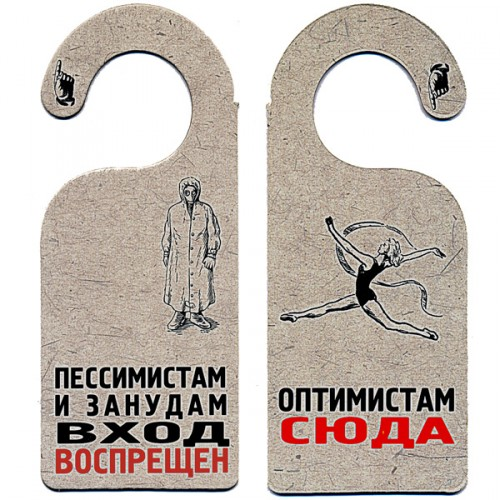 ПЕССИМИСТАМ
И ЗАНУДАМ
ВХОД
ВОСПРЕЩЕН
ОПТИМИСТАМ
СЮДА